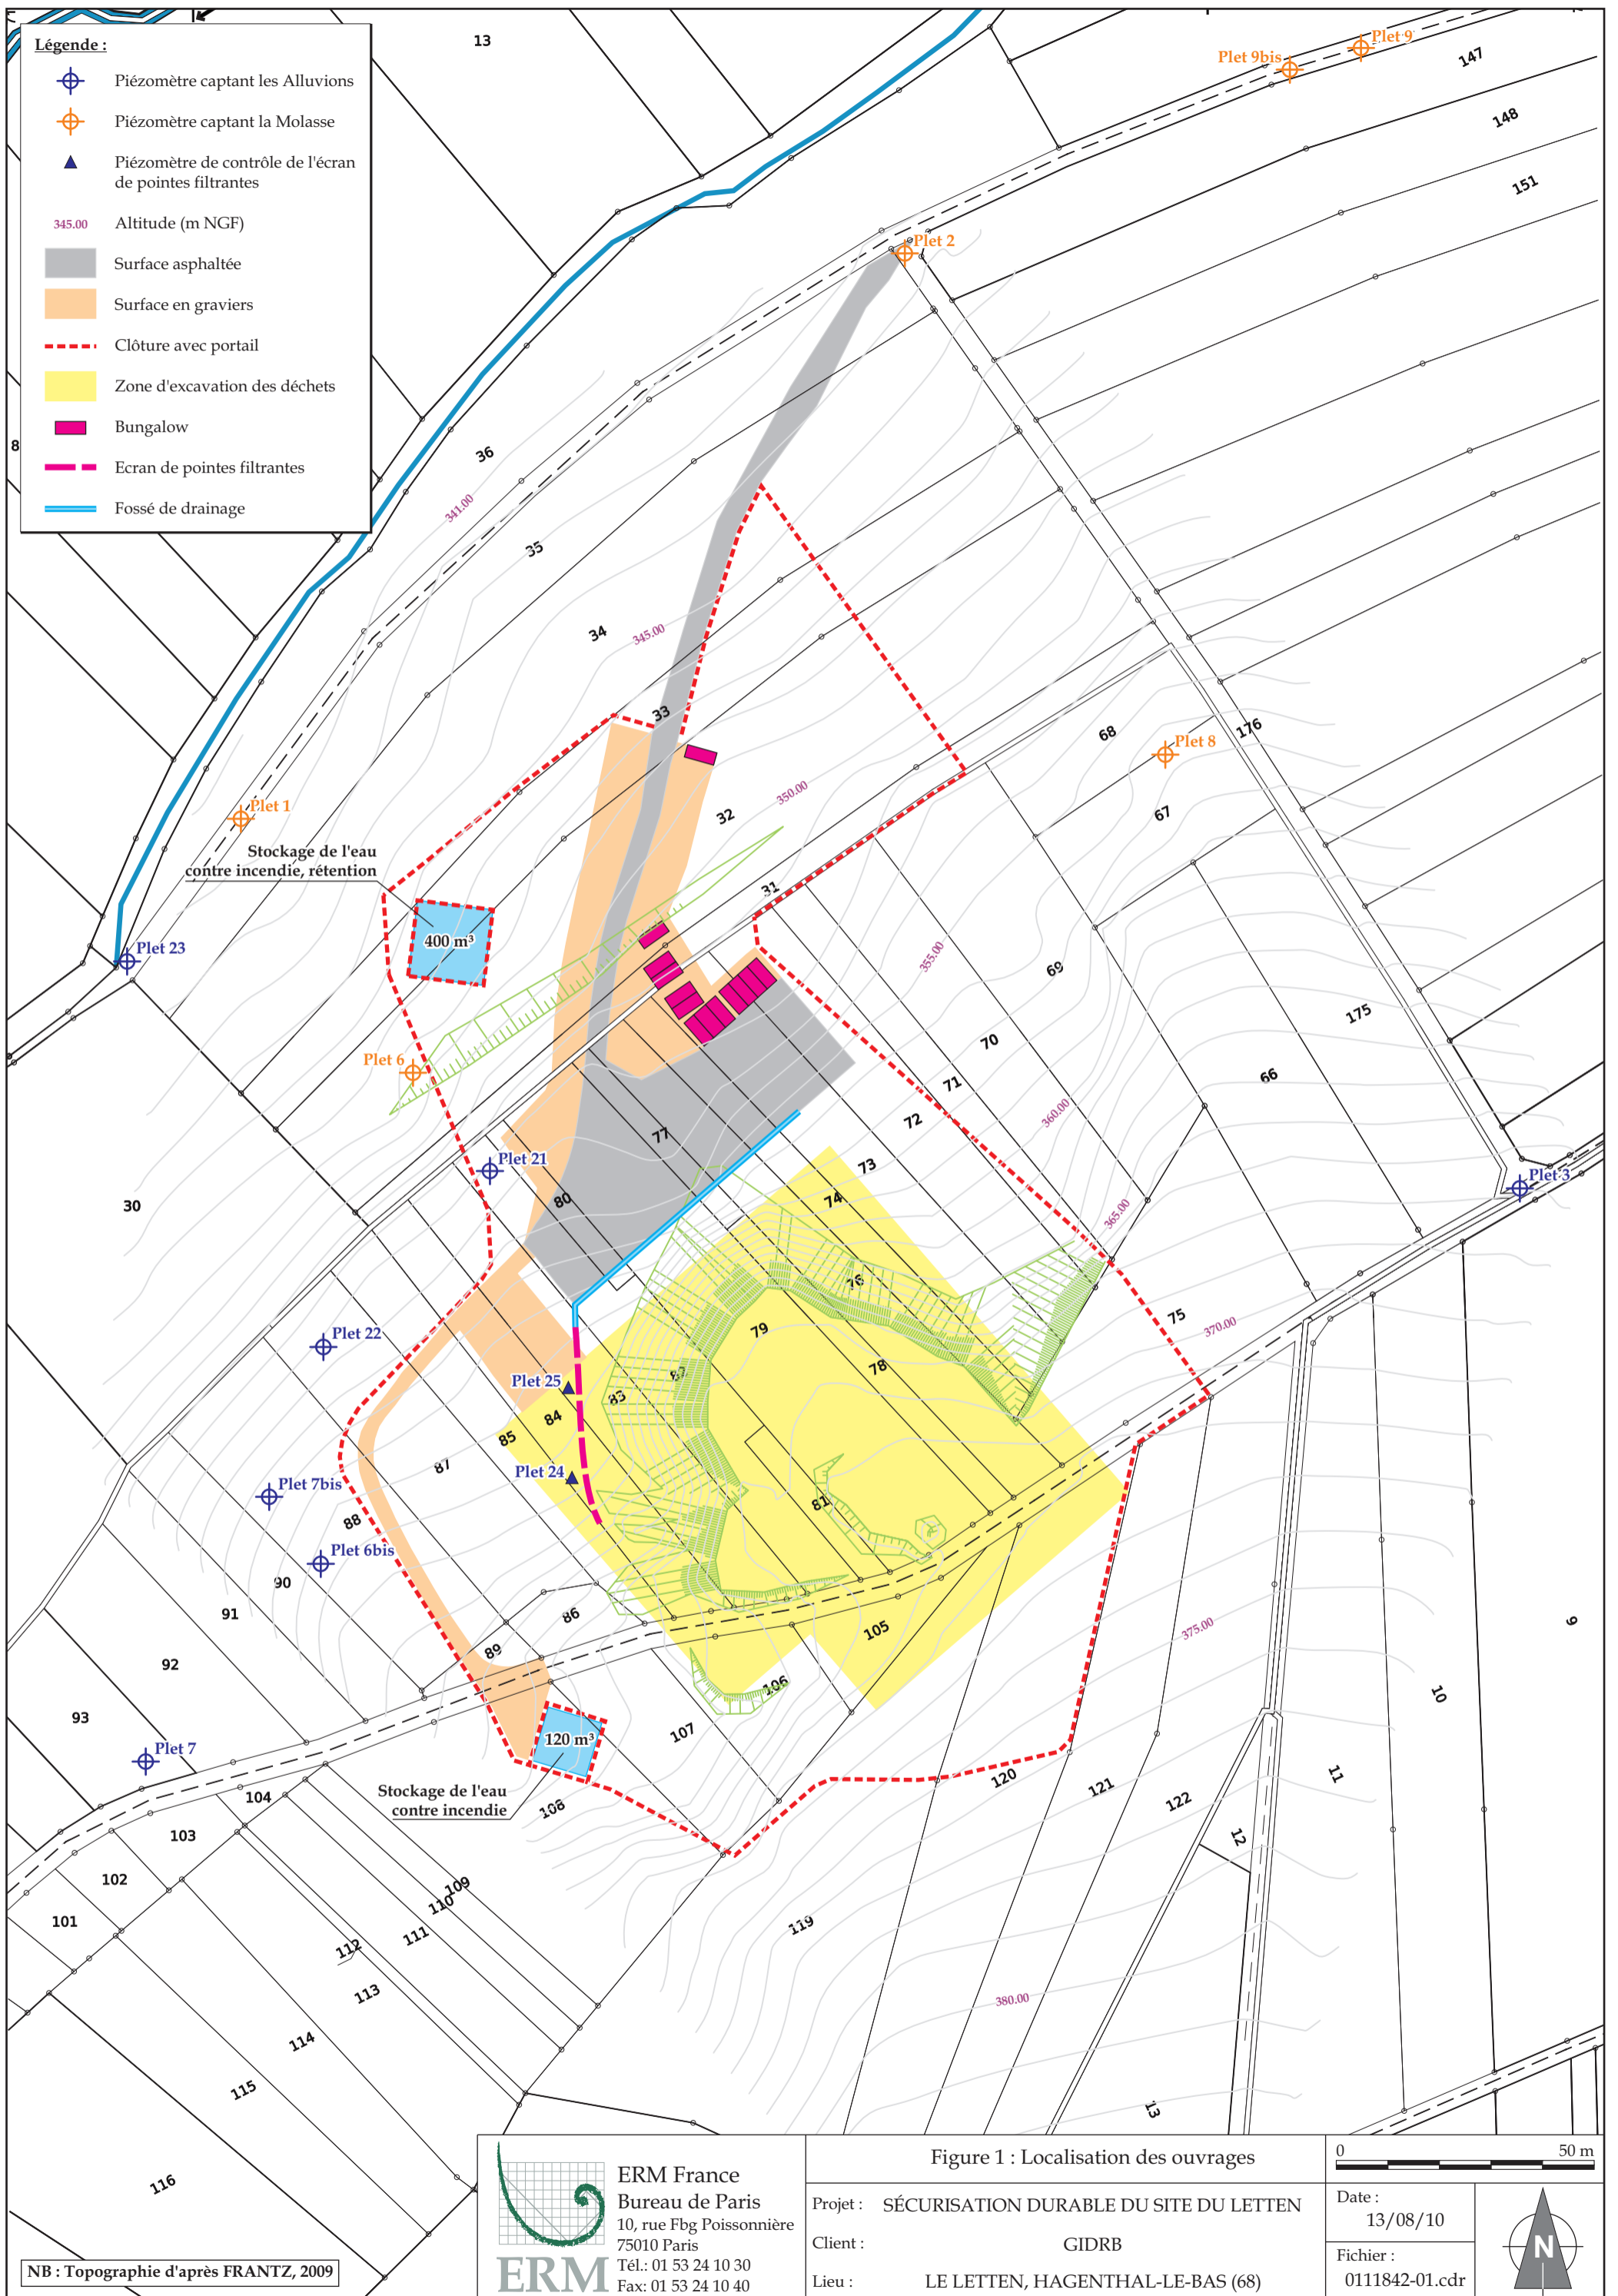 Légende :
Piézomètre captant les Alluvions
Piézomètre captant la Molasse
Piézomètre de contrôle de l'écran
de pointes filtrantes
345.00 Altitude (m NGF)
Surface asphaltée
Surface en graviers
Clôture avec portail
Zone d'excavation des déchets
Bungalow
Ecran de pointes filtrantes
Fossé de drainage
13
Plet 9
Plet 9bis
147
148
151
Plet 2
8
36
341.00
35
34
345.00
33
68
176
Plet 8
350.00
32
67
Plet 1
Stockage de l'eau
contre incendie, rétention
31
400 m³
Plet 23
355.00
69
175
70
Plet 6
66
71
360.00
72
77
Plet 21
73
Plet 3
80
74
30
365.00
76
75
79
370.00
Plet 22
78
82
Plet 25
83
84
85
87
Plet 24
Plet 7bis
81
88
Plet 6bis
90
91
86
9
105
375.00
89
92
106
10
93
107
120 m³
Plet 7
Stockage de l'eau
contre incendie
108
120
121
11
122
104
103
12
102
109
110
101
119
111
112
113
380.00
114
115
13
116
NB : Topographie d'après FRANTZ, 2009
ERM
ERM France
Bureau de Paris
10, rue Fbg Poissonnière
75010 Paris
Tél.: 01 53 24 10 30
Fax: 01 53 24 10 40
Figure 1 : Localisation des ouvrages
Projet : SÉCURISATION DURABLE DU SITE DU LETTEN
Client : GIDRB
Lieu : LE LETTEN, HAGENTHAL-LE-BAS (68)
0 50 m
Date :
13/08/10
Fichier :
0111842-01.cdr
N